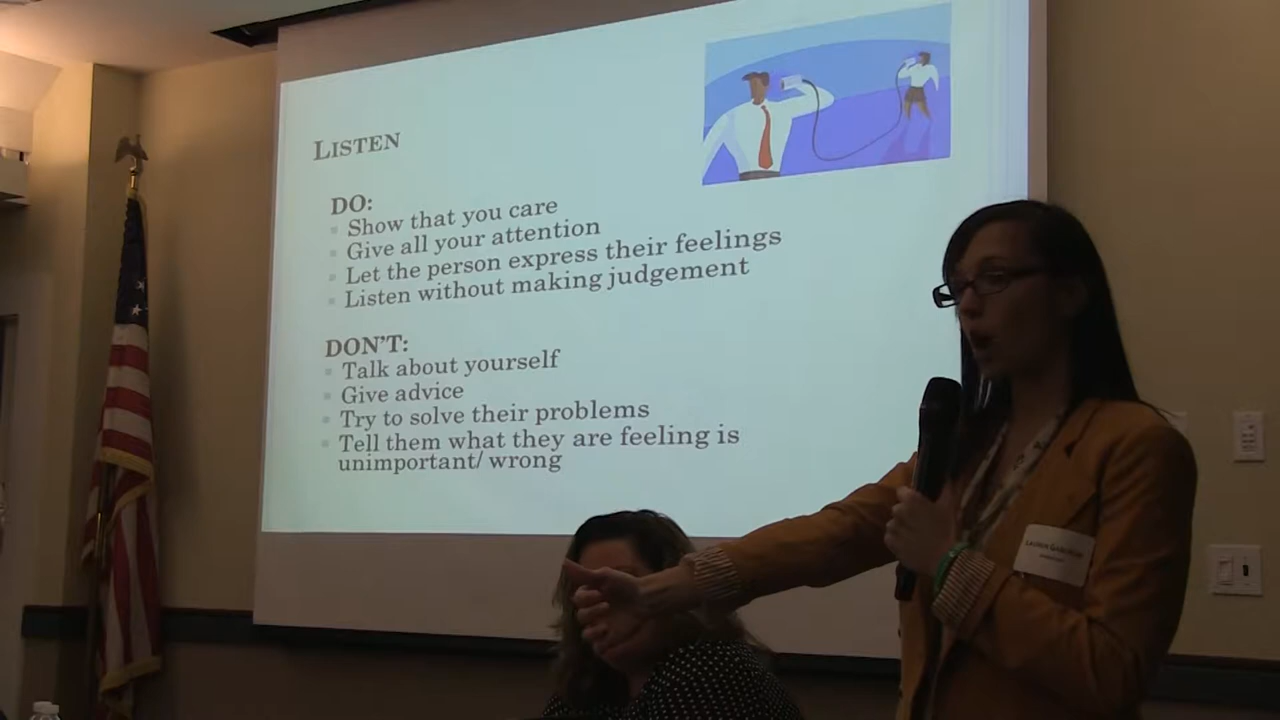 LISTEN
DO:
Show that you care
Give all your attention
Let the person express their feelings
Listen without making judgement
DON'T:
Talk about yourself
Give advice
Try to solve their problems
Tell them what they are feeling is
unimportant/ wrong